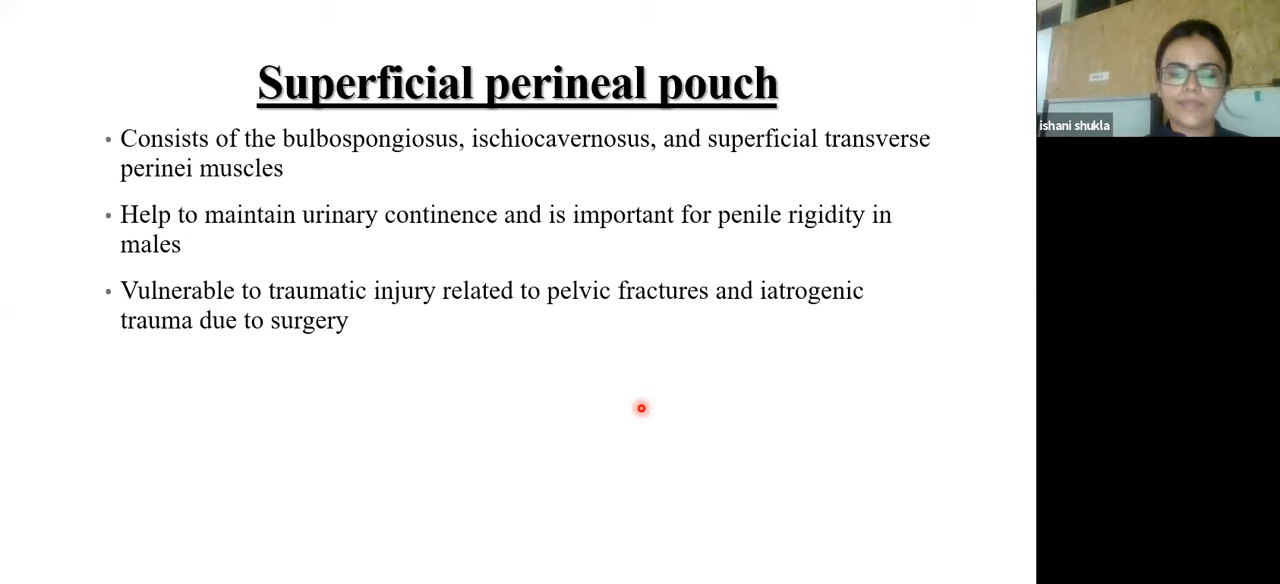 Superficial perineal pouch
• Consists of the bulbospongiosus, ischiocavernosus, and superficial transverse
perinei muscles
• Help to maintain urinary continence and is important for penile rigidity in
males
• Vulnerable to traumatic injury related to pelvic fractures and iatrogenic
trauma due to surgery
ishani shukla